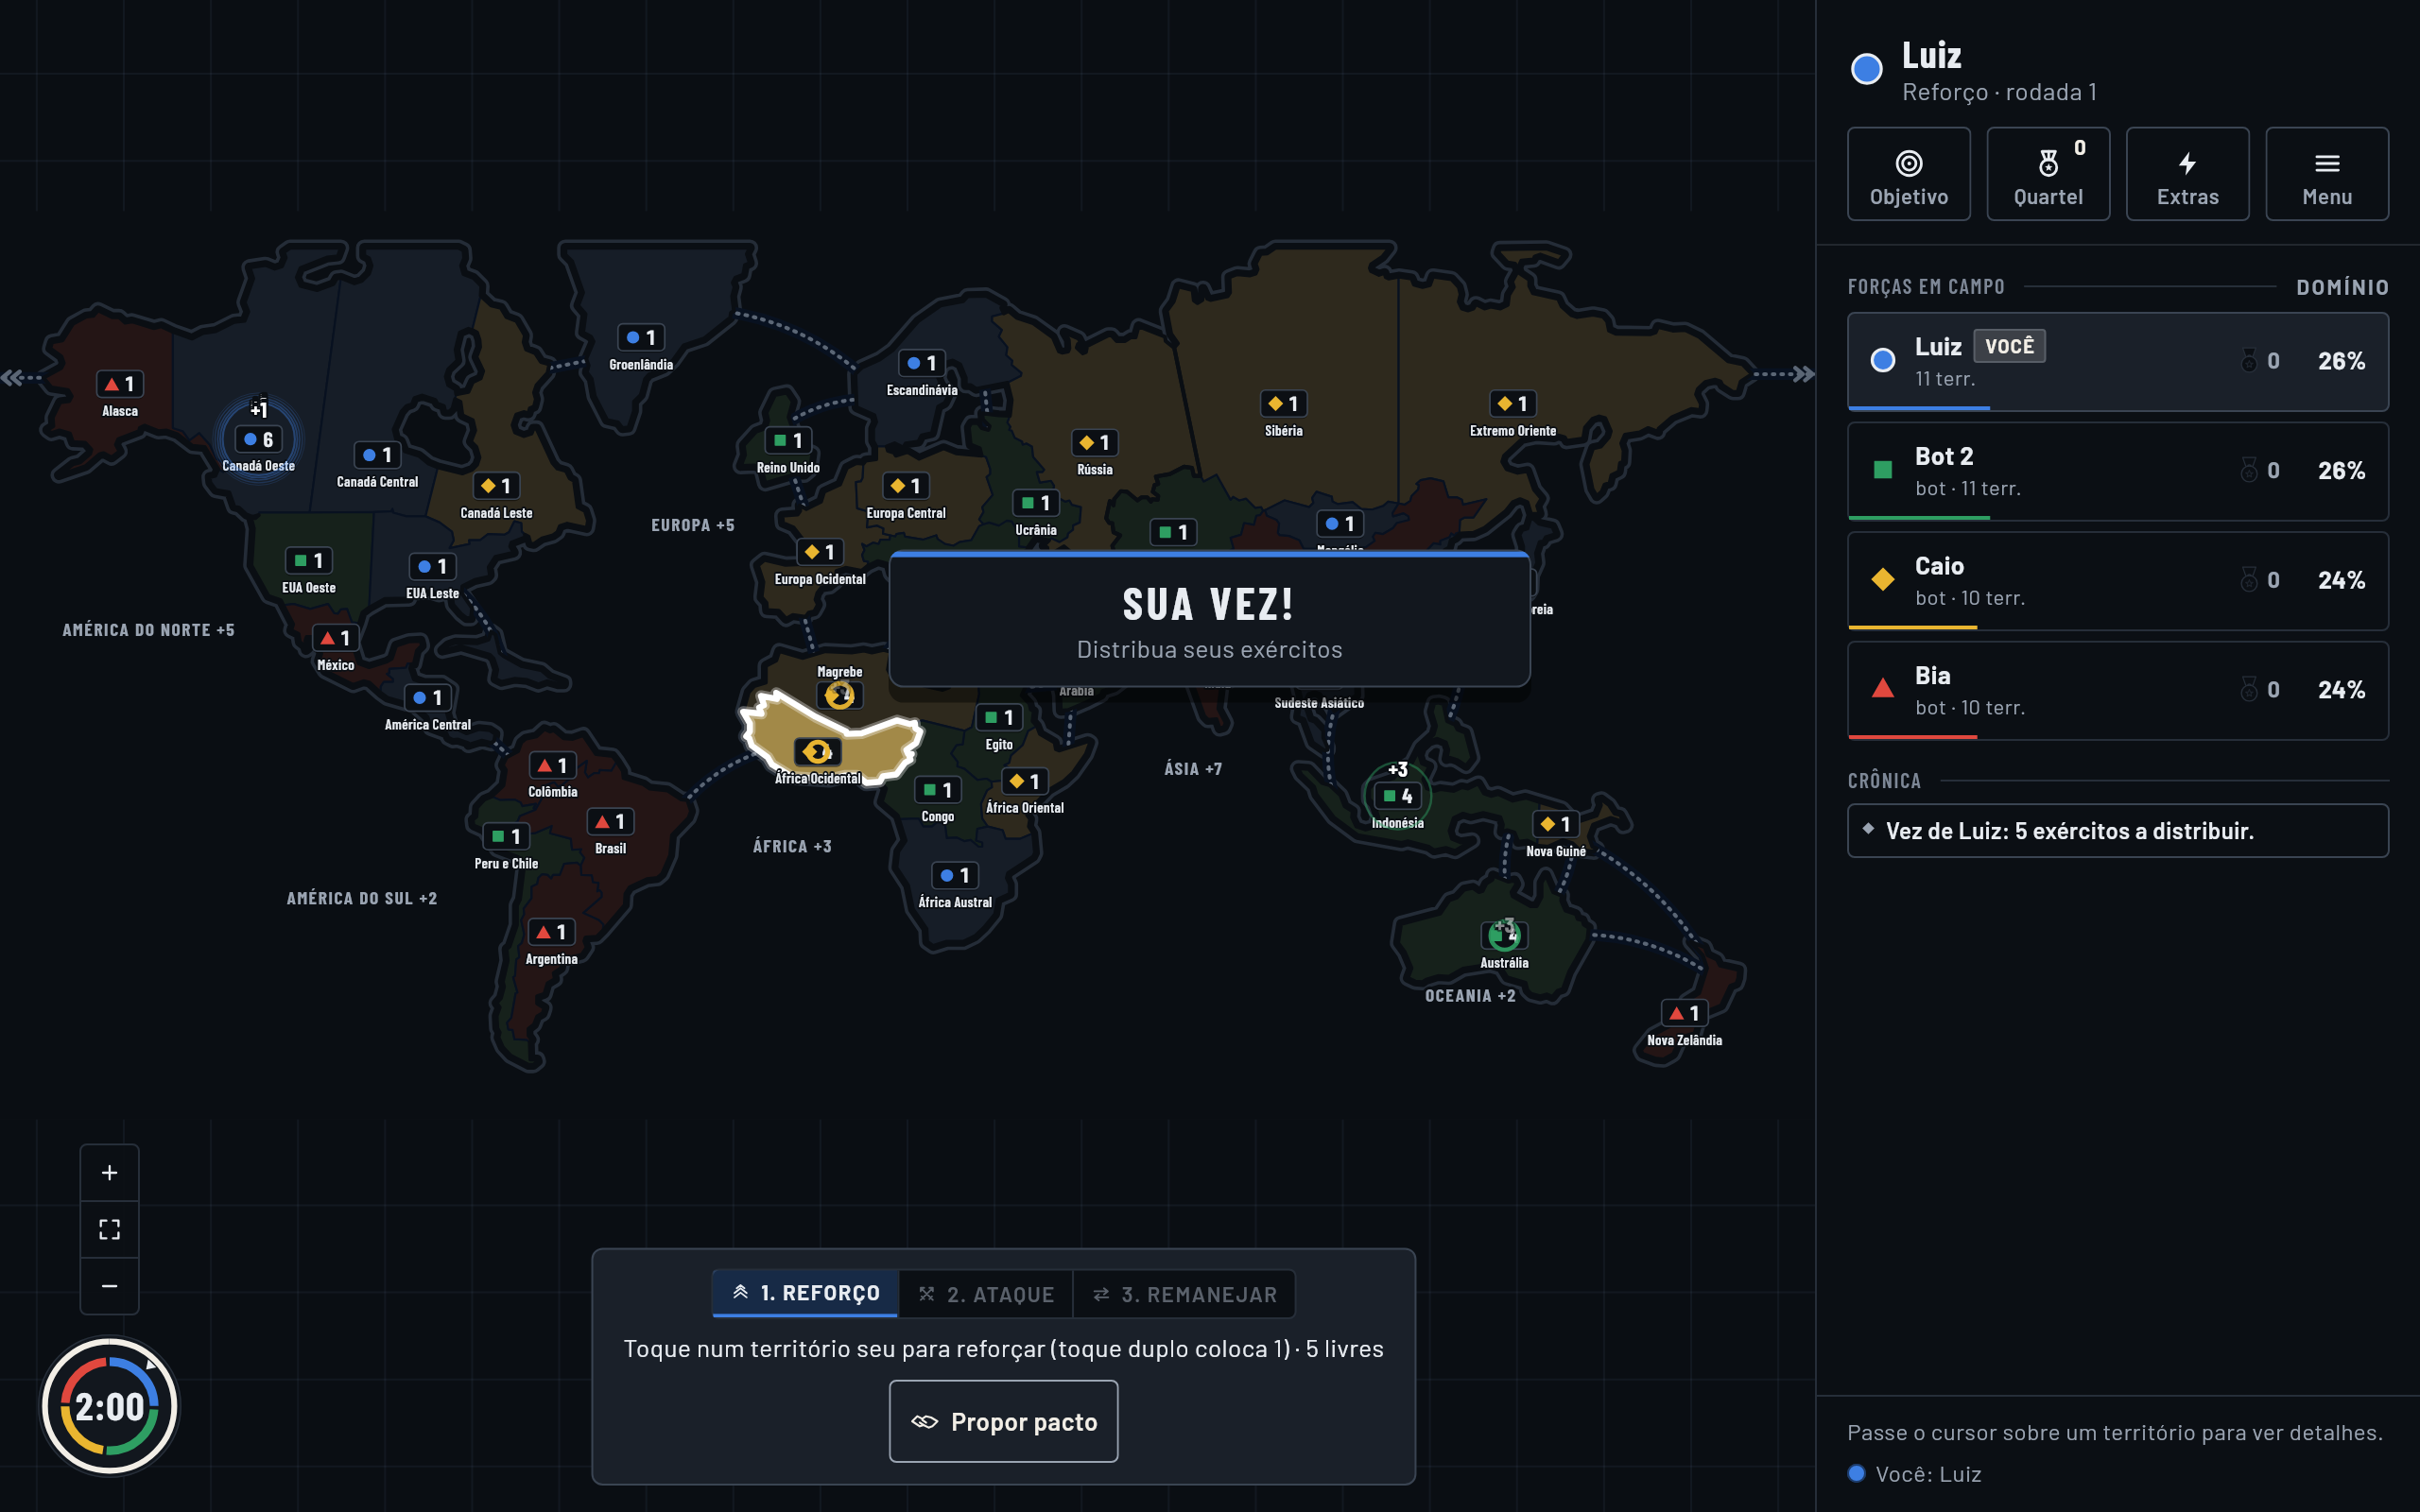 Luiz
Reforço · rodada 1
Objetivo
0
Quartel
Extras
Menu
FORÇAS EM CAMPO
DOMÍNIO
Luiz VOCÊ
11 terr.
0
26%
Bot 2
bot · 11 terr.
0
26%
Caio
bot · 10 terr.
0
24%
Bia
bot · 10 terr.
0
24%
CRÔNICA
Vez de Luiz: 5 exércitos a distribuir.
Passe o cursor sobre um território para ver detalhes.
Você: Luiz
1
Alasca
+1
6
Canadá Oeste
1
Canadá Central
1
Canadá Leste
1
Groenlândia
1
EUA Oeste
1
EUA Leste
1
México
1
América Central
AMÉRICA DO NORTE +5
1
Colômbia
1
Brasil
1
Peru e Chile
1
Argentina
AMÉRICA DO SUL +2
1
Escandinávia
1
Reino Unido
1
Europa Central
1
Europa Ocidental
1
Ucrânia
1
Rússia
EUROPA +5
1
Sibéria
1
Extremo Oriente
1
1
SUA VEZ!
Distribua seus exércitos
Arábia
Sudeste Asiático
ÁSIA +7
Magrebe
África Ocidental
1
Egito
1
Congo
1
África Oriental
1
África Austral
ÁFRICA +3
+3
4
Indonésia
1
Nova Guiné
+3
4
Austrália
1
Nova Zelândia
OCEANIA +2
+
−
2:00
1. REFORÇO
2. ATAQUE
3. REMANEJAR
Toque num território seu para reforçar (toque duplo coloca 1) · 5 livres
Propor pacto